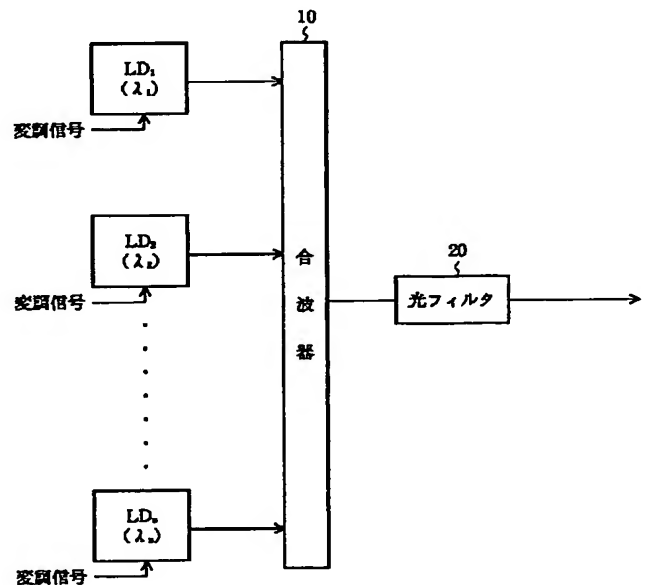 10
LD₁
(λ₁)
変調信号
LD₂
(λ₂)
変調信号
合波器
20
光フィルタ
LDₙ
(λₙ)
変調信号